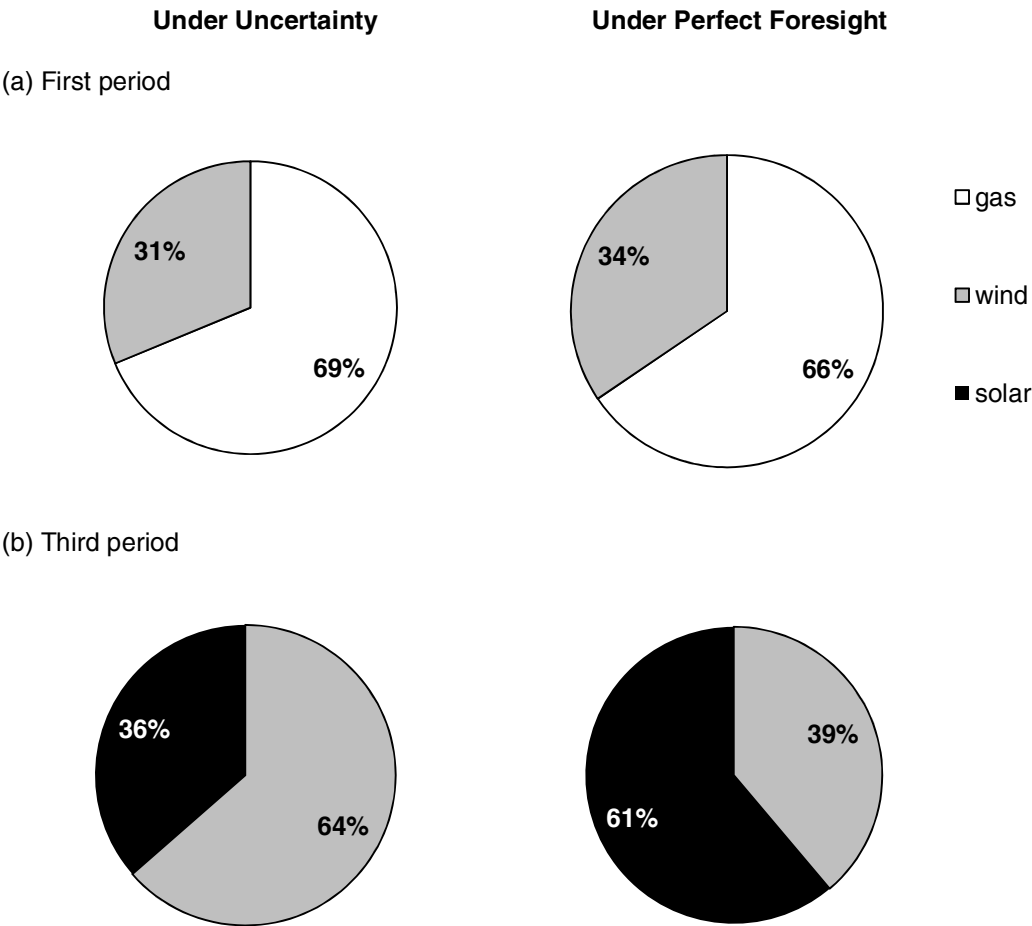 Under Uncertainty
Under Perfect Foresight
(a) First period
31%
69%
34%
66%
gas
wind
solar
(b) Third period
36%
64%
39%
61%